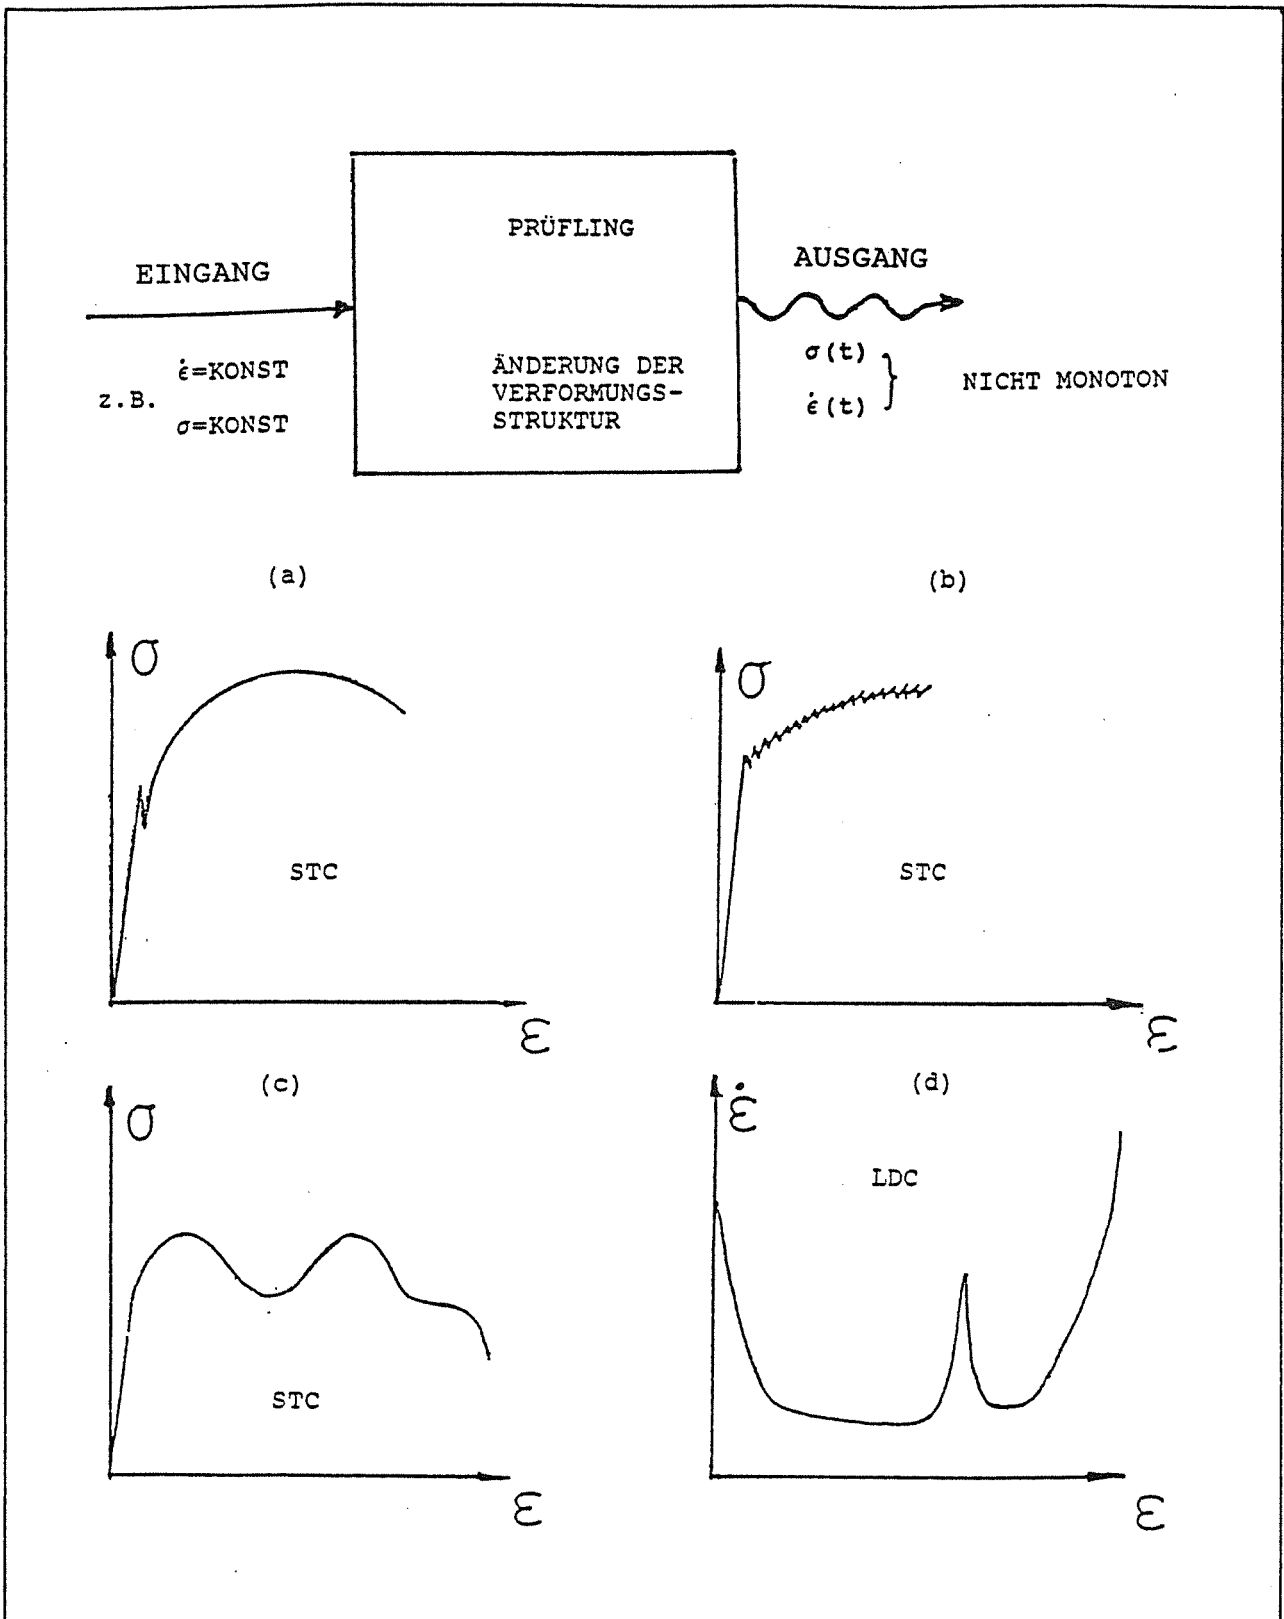 PRÜFLING
EINGANG
AUSGANG
ε̇=KONST
z.B.
σ=KONST
ÄNDERUNG DER
VERFORMUNGS-
STRUKTUR
σ(t)
ε̇(t)
}
NICHT MONOTON
(a)
σ
STC
ε
(b)
σ
STC
ε
(c)
σ
STC
ε
(d)
ε̇
LDC
ε